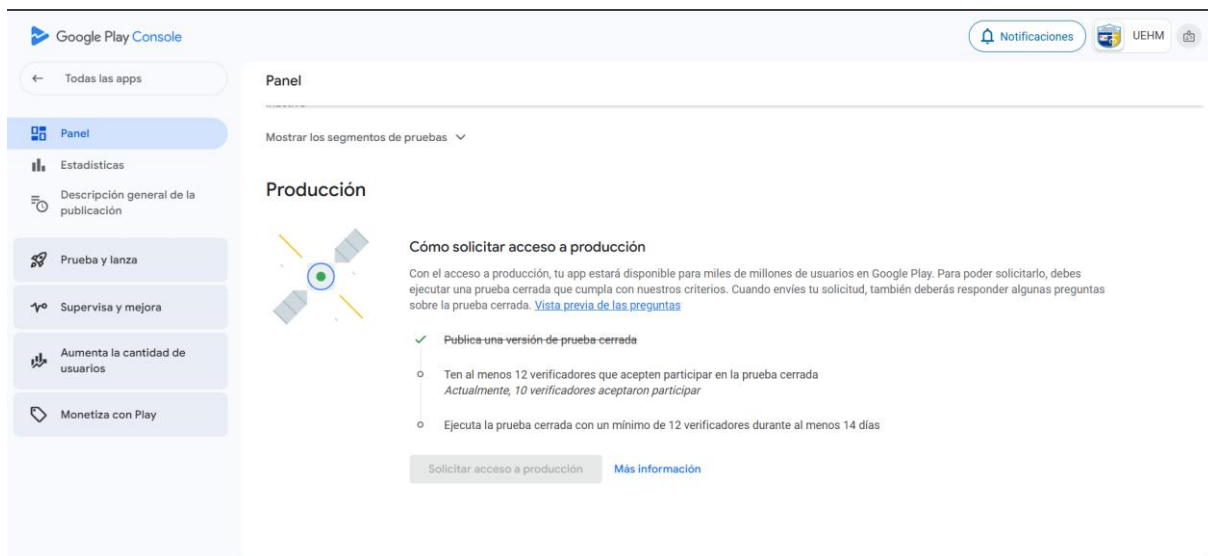 Google Play Console
Notificaciones
UEHM
Todas las apps
Panel
Estadísticas
Descripción general de la
publicación
Prueba y lanza
Supervisa y mejora
Aumenta la cantidad de
usuarios
Monetiza con Play
Panel
Mostrar los segmentos de pruebas
Producción
Cómo solicitar acceso a producción
Con el acceso a producción, tu app estará disponible para miles de millones de usuarios en Google Play. Para poder solicitarlo, debes
ejecutar una prueba cerrada que cumpla con nuestros criterios. Cuando envíes tu solicitud, también deberás responder algunas preguntas
sobre la prueba cerrada. Vista previa de las preguntas
Publica una versión de prueba cerrada
Ten al menos 12 verificadores que acepten participar en la prueba cerrada
Actualmente, 10 verificadores aceptaron participar
Ejecuta la prueba cerrada con un mínimo de 12 verificadores durante al menos 14 días
Solicitar acceso a producción
Más información